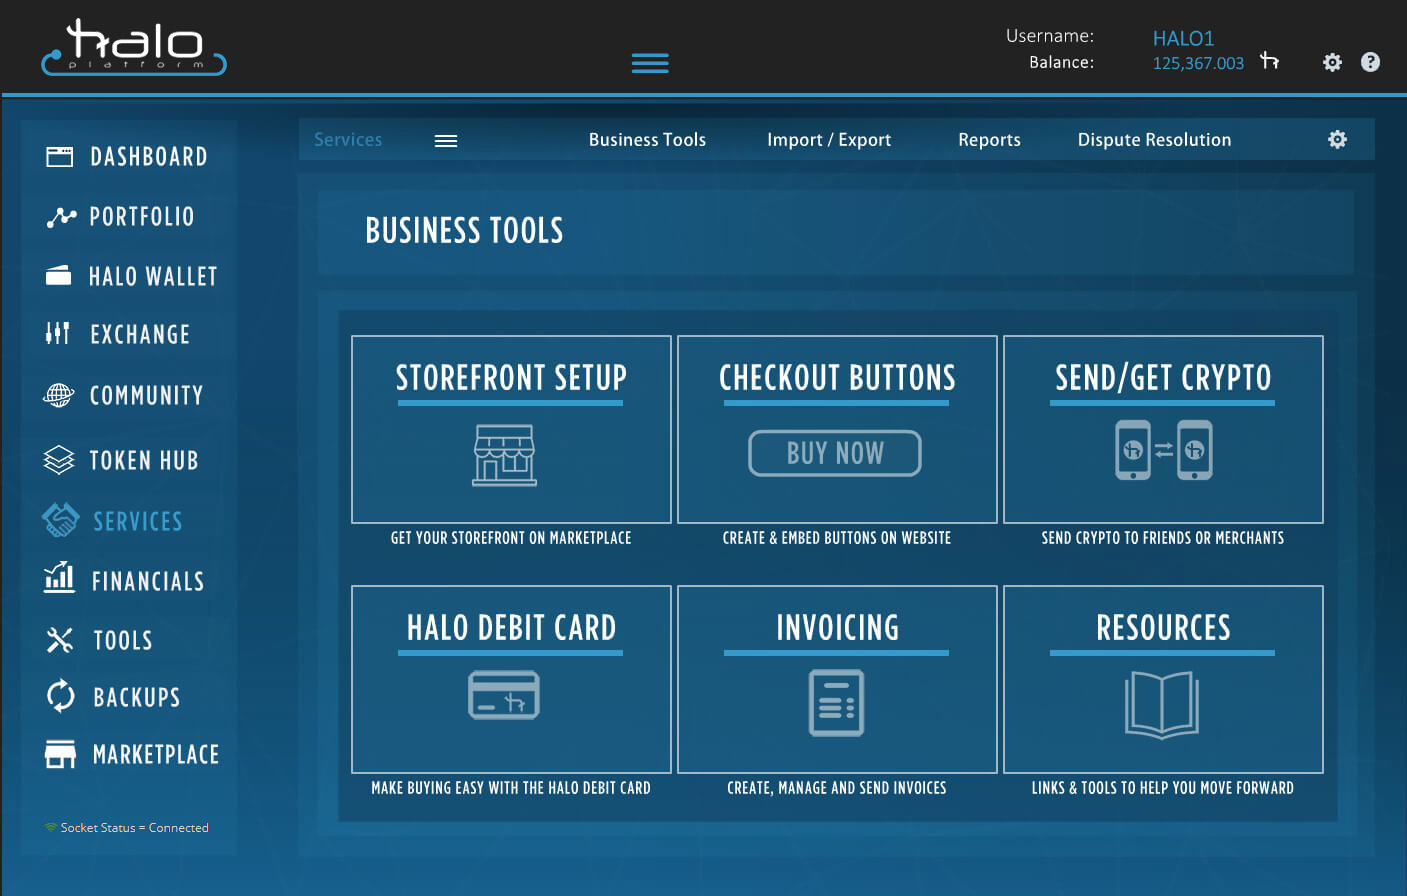 halo
platform
Username: HALO1
Balance: 125,367.003
Services
Business Tools
Import / Export
Reports
Dispute Resolution
DASHBOARD
PORTFOLIO
HALO WALLET
EXCHANGE
COMMUNITY
TOKEN HUB
SERVICES
FINANCIALS
TOOLS
BACKUPS
MARKETPLACE
Socket Status = Connected
BUSINESS TOOLS
STOREFRONT SETUP
GET YOUR STOREFRONT ON MARKETPLACE
CHECKOUT BUTTONS
BUY NOW
CREATE & EMBED BUTTONS ON WEBSITE
SEND/GET CRYPTO
SEND CRYPTO TO FRIENDS OR MERCHANTS
HALO DEBIT CARD
MAKE BUYING EASY WITH THE HALO DEBIT CARD
INVOICING
CREATE, MANAGE AND SEND INVOICES
RESOURCES
LINKS & TOOLS TO HELP YOU MOVE FORWARD